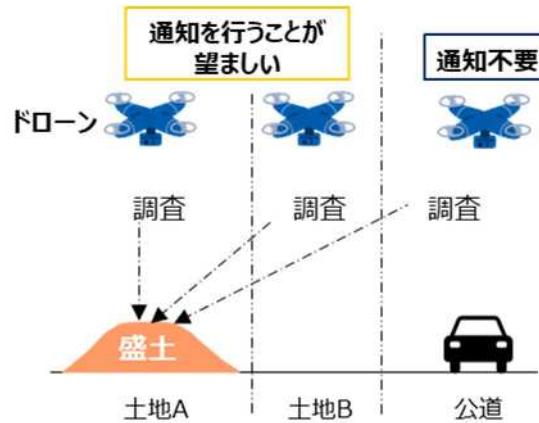 通知を行うことが
望ましい
通知不要
ドローン
調査
調査
調査
盛土
土地A
土地B
公道